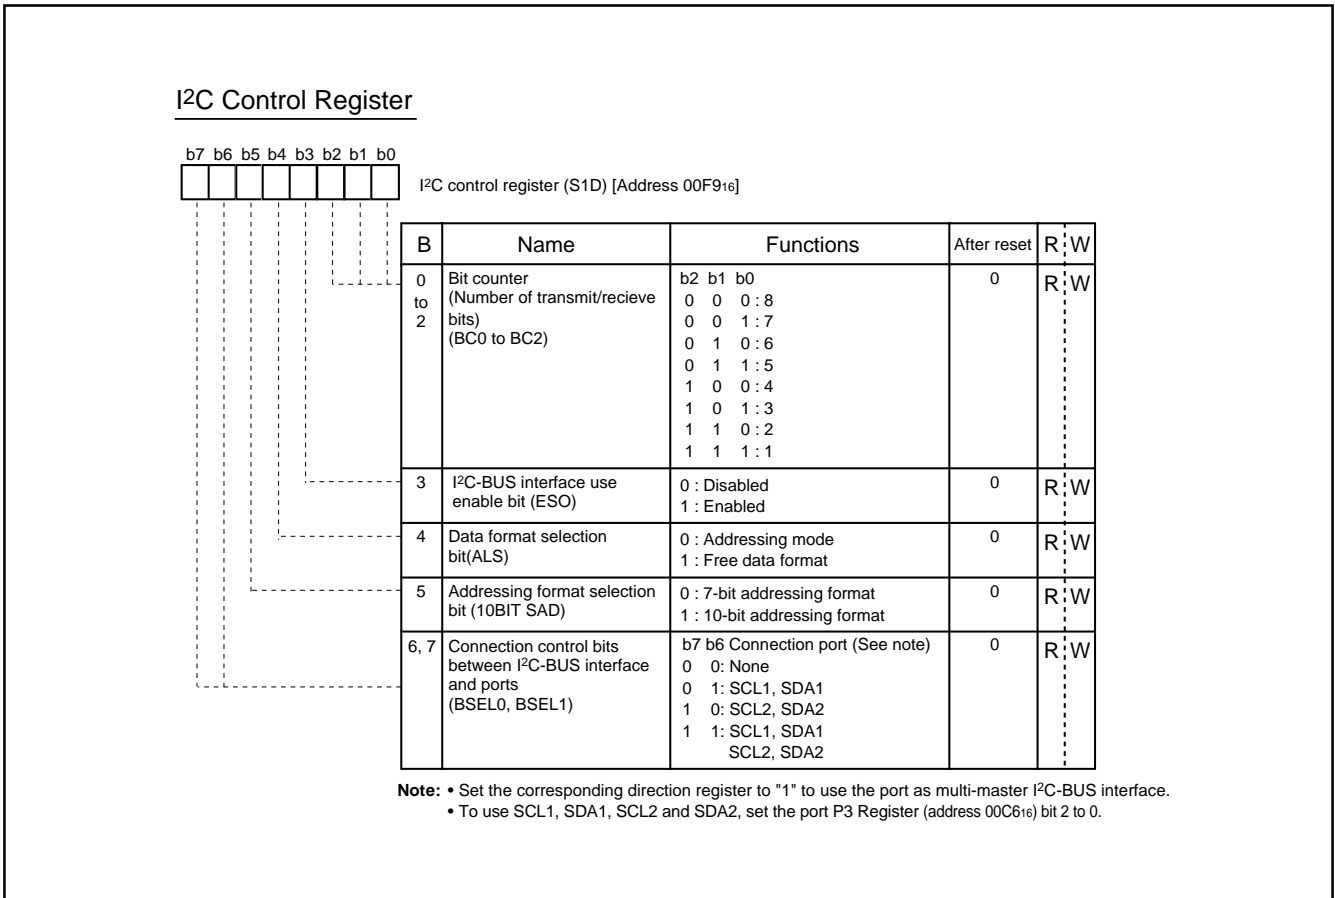 I2C Control Register
b7 b6 b5 b4 b3 b2 b1 b0
I2C control register (S1D) [Address 00F916]
B Name Functions After reset R W
0 to 2
Bit counter
(Number of transmit/recieve
bits)
(BC0 to BC2)
b2 b1 b0
0 0 0 : 8
0 0 1 : 7
0 1 0 : 6
0 1 1 : 5
1 0 0 : 4
1 0 1 : 3
1 1 0 : 2
1 1 1 : 1
0 R W
3
I2C-BUS interface use
enable bit (ESO)
0 : Disabled
1 : Enabled
0 R W
4
Data format selection
bit(ALS)
0 : Addressing mode
1 : Free data format
0 R W
5
Addressing format selection
bit (10BIT SAD)
0 : 7-bit addressing format
1 : 10-bit addressing format
0 R W
6, 7
Connection control bits
between I2C-BUS interface
and ports
(BSEL0, BSEL1)
b7 b6 Connection port (See note)
0 0: None
0 1: SCL1, SDA1
1 0: SCL2, SDA2
1 1: SCL1, SDA1
SCL2, SDA2
0 R W
Note: • Set the corresponding direction register to "1" to use the port as multi-master I2C-BUS interface.
• To use SCL1, SDA1, SCL2 and SDA2, set the port P3 Register (address 00C616) bit 2 to 0.